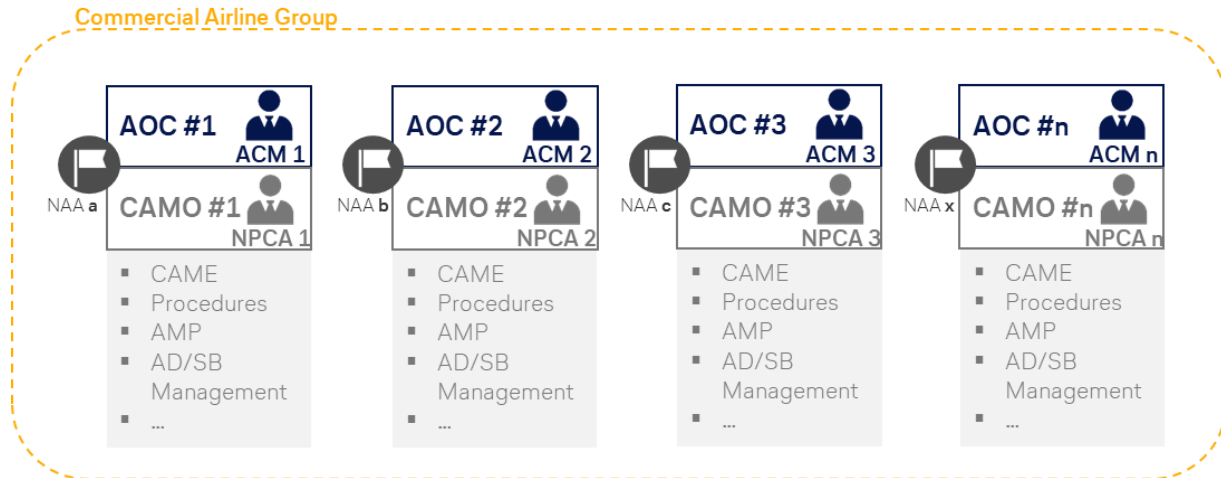 Commercial Airline Group
AOC #1
ACM 1
NAA a
CAMO #1
NPCA 1
▪ CAME
▪ Procedures
▪ AMP
▪ AD/SB
Management
▪ ...
AOC #2
ACM 2
NAA b
CAMO #2
NPCA 2
▪ CAME
▪ Procedures
▪ AMP
▪ AD/SB
Management
▪ ...
AOC #3
ACM 3
NAA c
CAMO #3
NPCA 3
▪ CAME
▪ Procedures
▪ AMP
▪ AD/SB
Management
▪ ...
AOC #n
ACM n
NAA x
CAMO #n
NPCA n
▪ CAME
▪ Procedures
▪ AMP
▪ AD/SB
Management
▪ ...